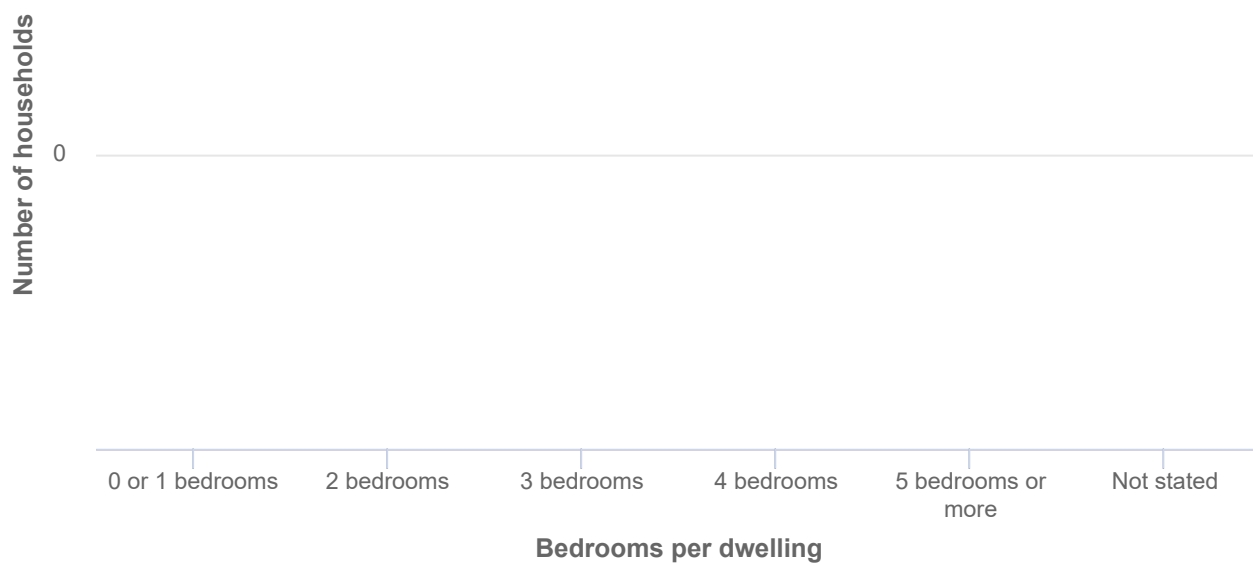 Number of households
0
0 or 1 bedrooms
2 bedrooms
3 bedrooms
4 bedrooms
5 bedrooms or
more
Not stated
Bedrooms per dwelling